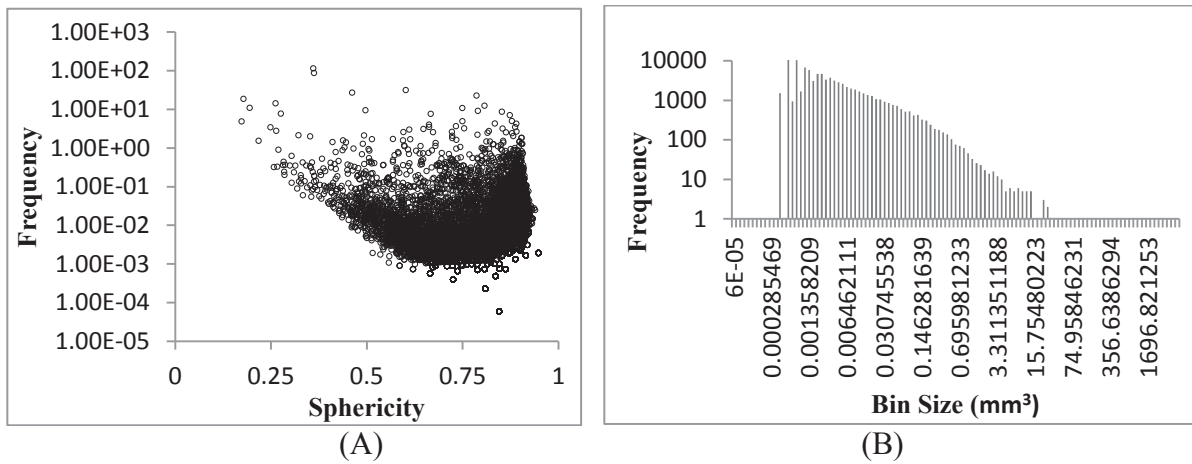 1.00E+03
1.00E+02
1.00E+01
1.00E+00
1.00E-01
1.00E-02
1.00E-03
1.00E-04
1.00E-05
Frequency
0 0.25 0.5 0.75 1
Sphericity
(A)
10000
1000
100
10
1
Frequency
6E-05
0.000285469
0.001358209
0.006462111
0.030745538
0.146281639
0.695981233
3.311351188
15.75480223
74.95846231
356.6386294
1696.821253
Bin Size (mm³)
(B)